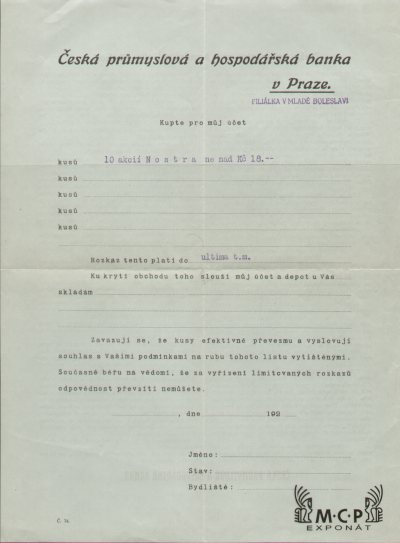 Česká průmyslová a hospodářská banka
v Praze.
FILIÁLKA V MLADÉ BOLESLAVI
Kupte pro můj účet
kusů 10 akcií Nostra ne nad Kč 18.--
kusů
kusů
kusů
kusů
Rozkaz tento platí do ultima t.m.
Ku krytí obchodu toho slouží můj účet a depot u Vás
skládám
Zavazuji se, že kusy efektivně převezmu a vyslovuji
souhlas s Vašimi podmínkami na rubu tohoto listu vytištěnými.
Současně béru na vědomí, že za vyřízení limitovaných rozkazů
odpovědnost převzíti nemůžete.
, dne 192
Jméno:
Stav:
Bydliště:
Č. 74.
M·C·P
EXPONÁT